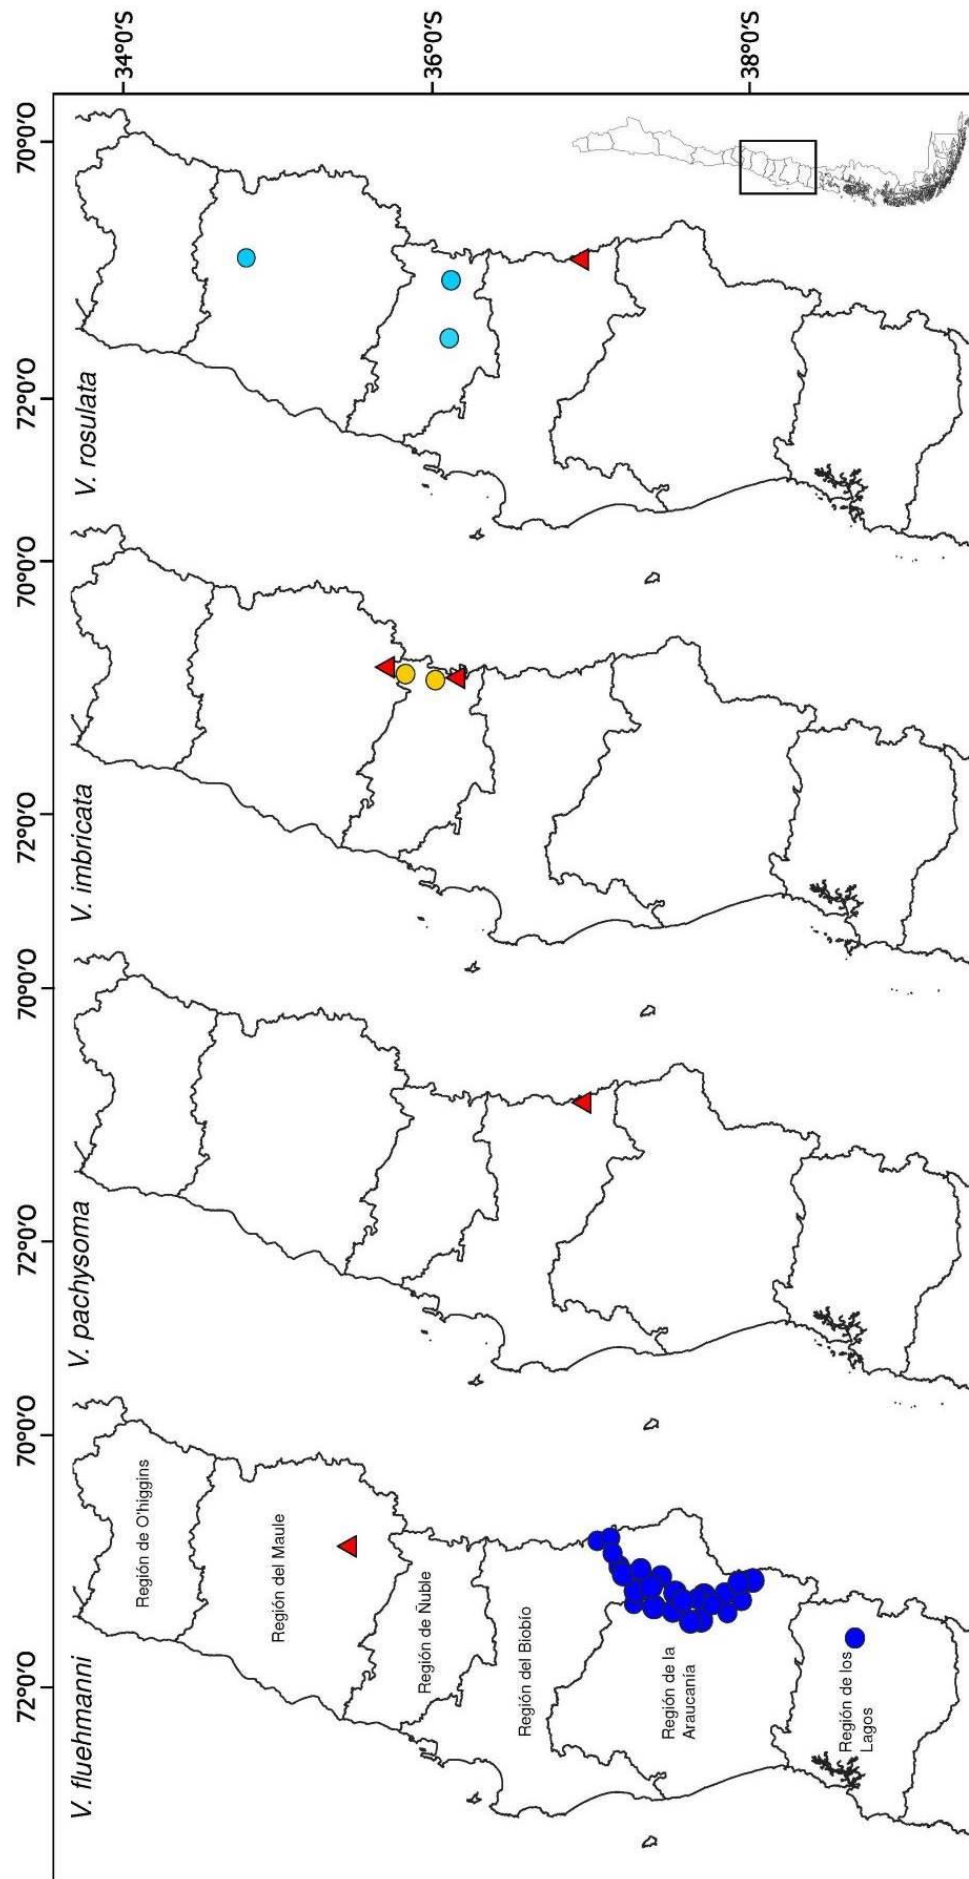 72°0'O
70°0'O
72°0'O
70°0'O
72°0'O
70°0'O
72°0'O
70°0'O
34°0'S
36°0'S
38°0'S
V. fluehmanni
V. pachysoma
V. imbricata
V. rosulata
Región de O'higgins
Región del Maule
Región de Ñuble
Región del Biobío
Región de la
Araucanía
Región de los
Lagos